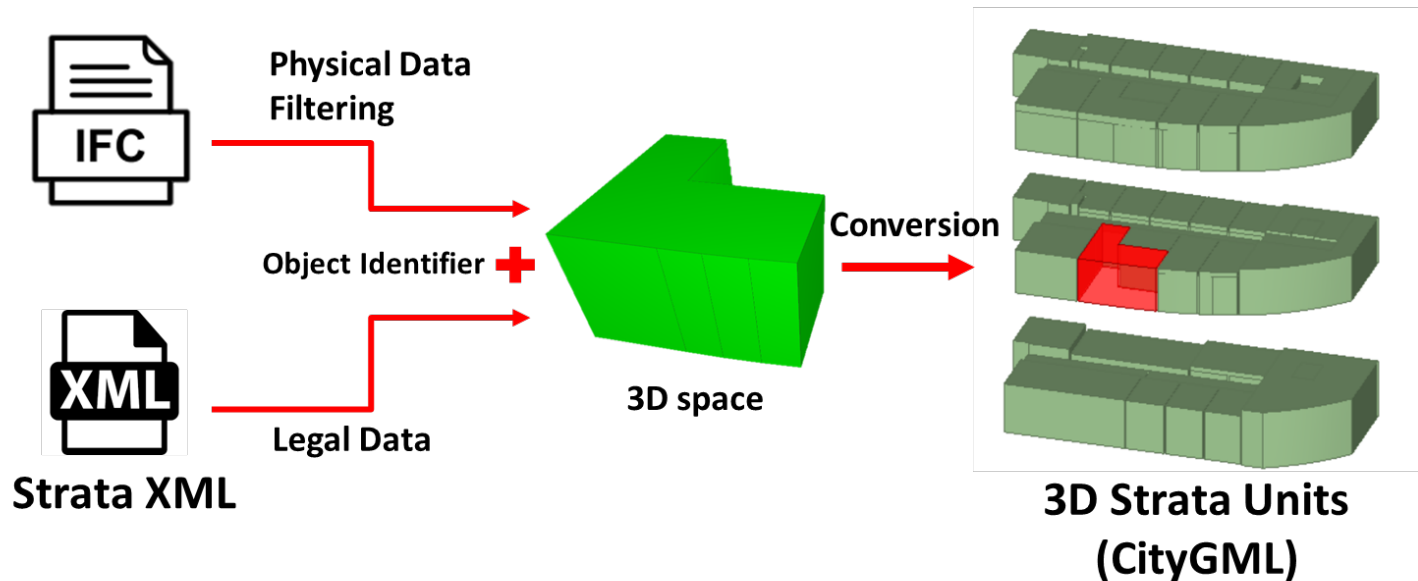 Physical Data
Filtering
IFC
Object Identifier
Conversion
XML
3D space
Legal Data
Strata XML
3D Strata Units
(CityGML)